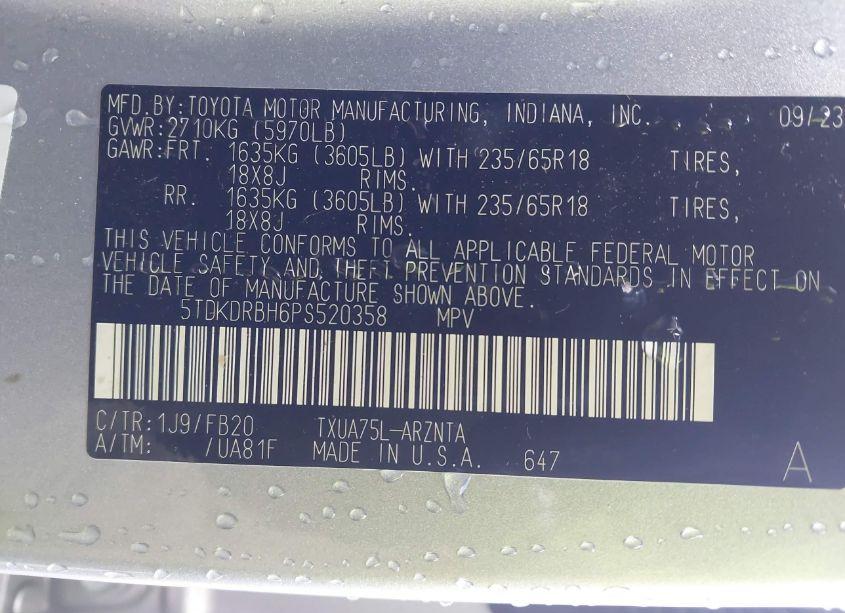 MFD.BY:TOYOTA MOTOR MANUFACTURING, INDIANA, INC. 09/23
GVWR:2710KG (5970LB)
GAWR:FRT. 1635KG (3605LB) WITH 235/65R18 TIRES,
18X8J RIMS.
RR. 1635KG (3605LB) WITH 235/65R18 TIRES,
18X8J RIMS.
THIS VEHICLE CONFORMS TO ALL APPLICABLE FEDERAL MOTOR
VEHICLE SAFETY AND THEFT PREVENTION STANDARDS IN EFFECT ON
THE DATE OF MANUFACTURE SHOWN ABOVE.
5TDKDRBH6PS520358 MPV
C/TR:1J9/FB20 TXUA75L-ARZNTA
A/TM: /UA81F MADE IN U.S.A. 647 A